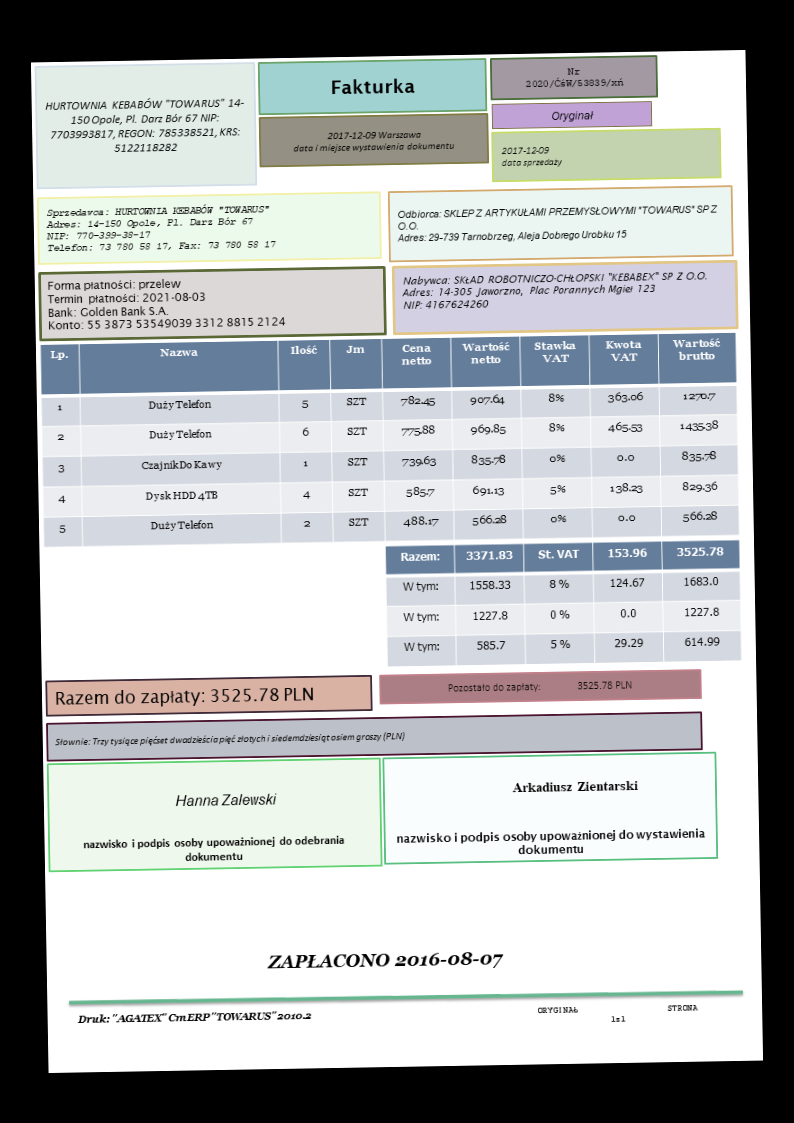 HURTOWNIA KEBABÓW "TOWARUS" 14-
150 Opole, Pl. Darz Bór 67 NIP:
7703993817, REGON: 785338521, KRS:
5122118282
Fakturka
2017-12-09 Warszawa
data i miejsce wystawienia dokumentu
Nr
2020/ĆśW/53839/xń
Oryginał
2017-12-09
data sprzedaży
Sprzedawca: HURTOWNIA KEBABÓW "TOWARUS"
Adres: 14-150 Opole, Pl. Darz Bór 67
NIP: 770-399-38-17
Telefon: 73 780 58 17, Fax: 73 780 58 17
Odbiorca: SKLEP Z ARTYKUŁAMI PRZEMYSŁOWYMI "TOWARUS" SP Z
O.O.
Adres: 29-739 Tarnobrzeg, Aleja Dobrego Urobku 15
Forma płatności: przelew
Termin płatności: 2021-08-03
Bank: Golden Bank S.A.
Konto: 55 3873 53549039 3312 8815 2124
Nabywca: SKŁAD ROBOTNICZO-CHŁOPSKI "KEBABEX" SP Z O.O.
Adres: 14-305 Jaworzno, Plac Porannych Mgieł 123
NIP: 4167624260
Lp. Nazwa Ilość Jm Cena netto Wartość netto Stawka VAT Kwota VAT Wartość brutto
1 Duży Telefon 5 SZT 782.45 907.64 8% 363.06 1270.7
2 Duży Telefon 6 SZT 775.88 969.85 8% 465.53 1435.38
3 Czajnik Do Kawy 1 SZT 739.63 835.78 0% 0.0 835.78
4 Dysk HDD 4TB 4 SZT 585.7 691.13 5% 138.23 829.36
5 Duży Telefon 2 SZT 488.17 566.28 0% 0.0 566.28
Razem: 3371.83 St. VAT 153.96 3525.78
W tym: 1558.33 8 % 124.67 1683.0
W tym: 1227.8 0 % 0.0 1227.8
W tym: 585.7 5 % 29.29 614.99
Razem do zapłaty: 3525.78 PLN
Pozostało do zapłaty: 3525.78 PLN
Słownie: Trzy tysiące pięćset dwadzieścia pięć złotych i siedemdziesiąt osiem groszy (PLN)
Hanna Zalewski
nazwisko i podpis osoby upoważnionej do odebrania
dokumentu
Arkadiusz Zientarski
nazwisko i podpis osoby upoważnionej do wystawienia
dokumentu
ZAPŁACONO 2016-08-07
Druk: "AGATEX" CmERP "TOWARUS" 2010.2
ORYGINAŁ
STRONA
1z1